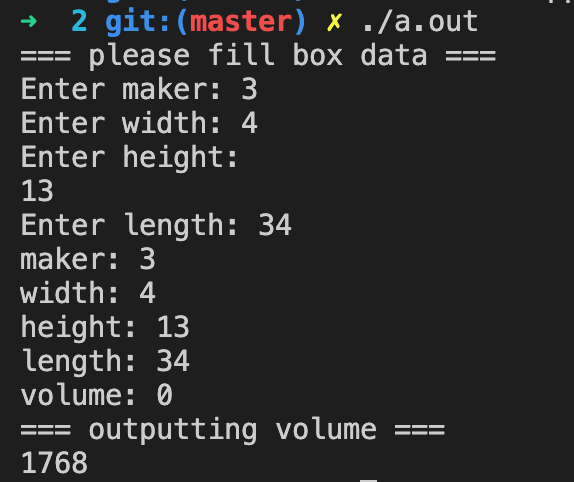 ➜ 2 git:(master) ✗ ./a.out
=== please fill box data ===
Enter maker: 3
Enter width: 4
Enter height:
13
Enter length: 34
maker: 3
width: 4
height: 13
length: 34
volume: 0
=== outputting volume ===
1768